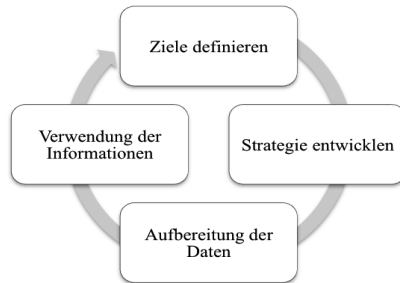 Ziele definieren
Strategie entwicklen
Aufbereitung der
Daten
Verwendung der
Informationen